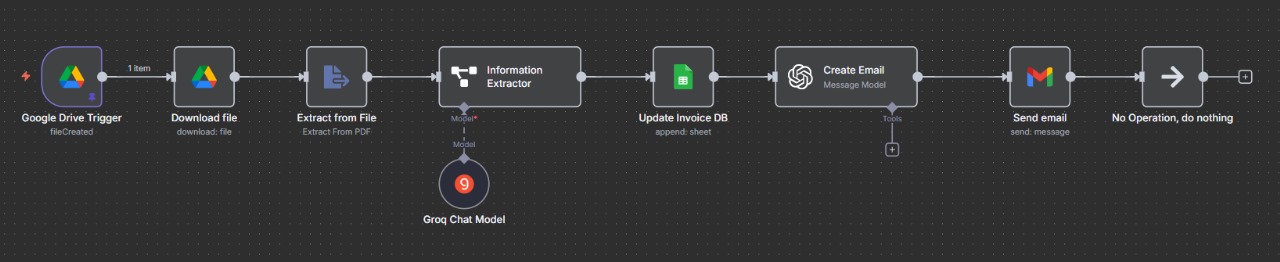 1 item
Google Drive Trigger
fileCreated
Download file
download: file
Extract from File
Extract From PDF
Information
Extractor
Model*
Model
Groq Chat Model
Update Invoice DB
append: sheet
Create Email
Message Model
Tools
Send email
send: message
No Operation, do nothing